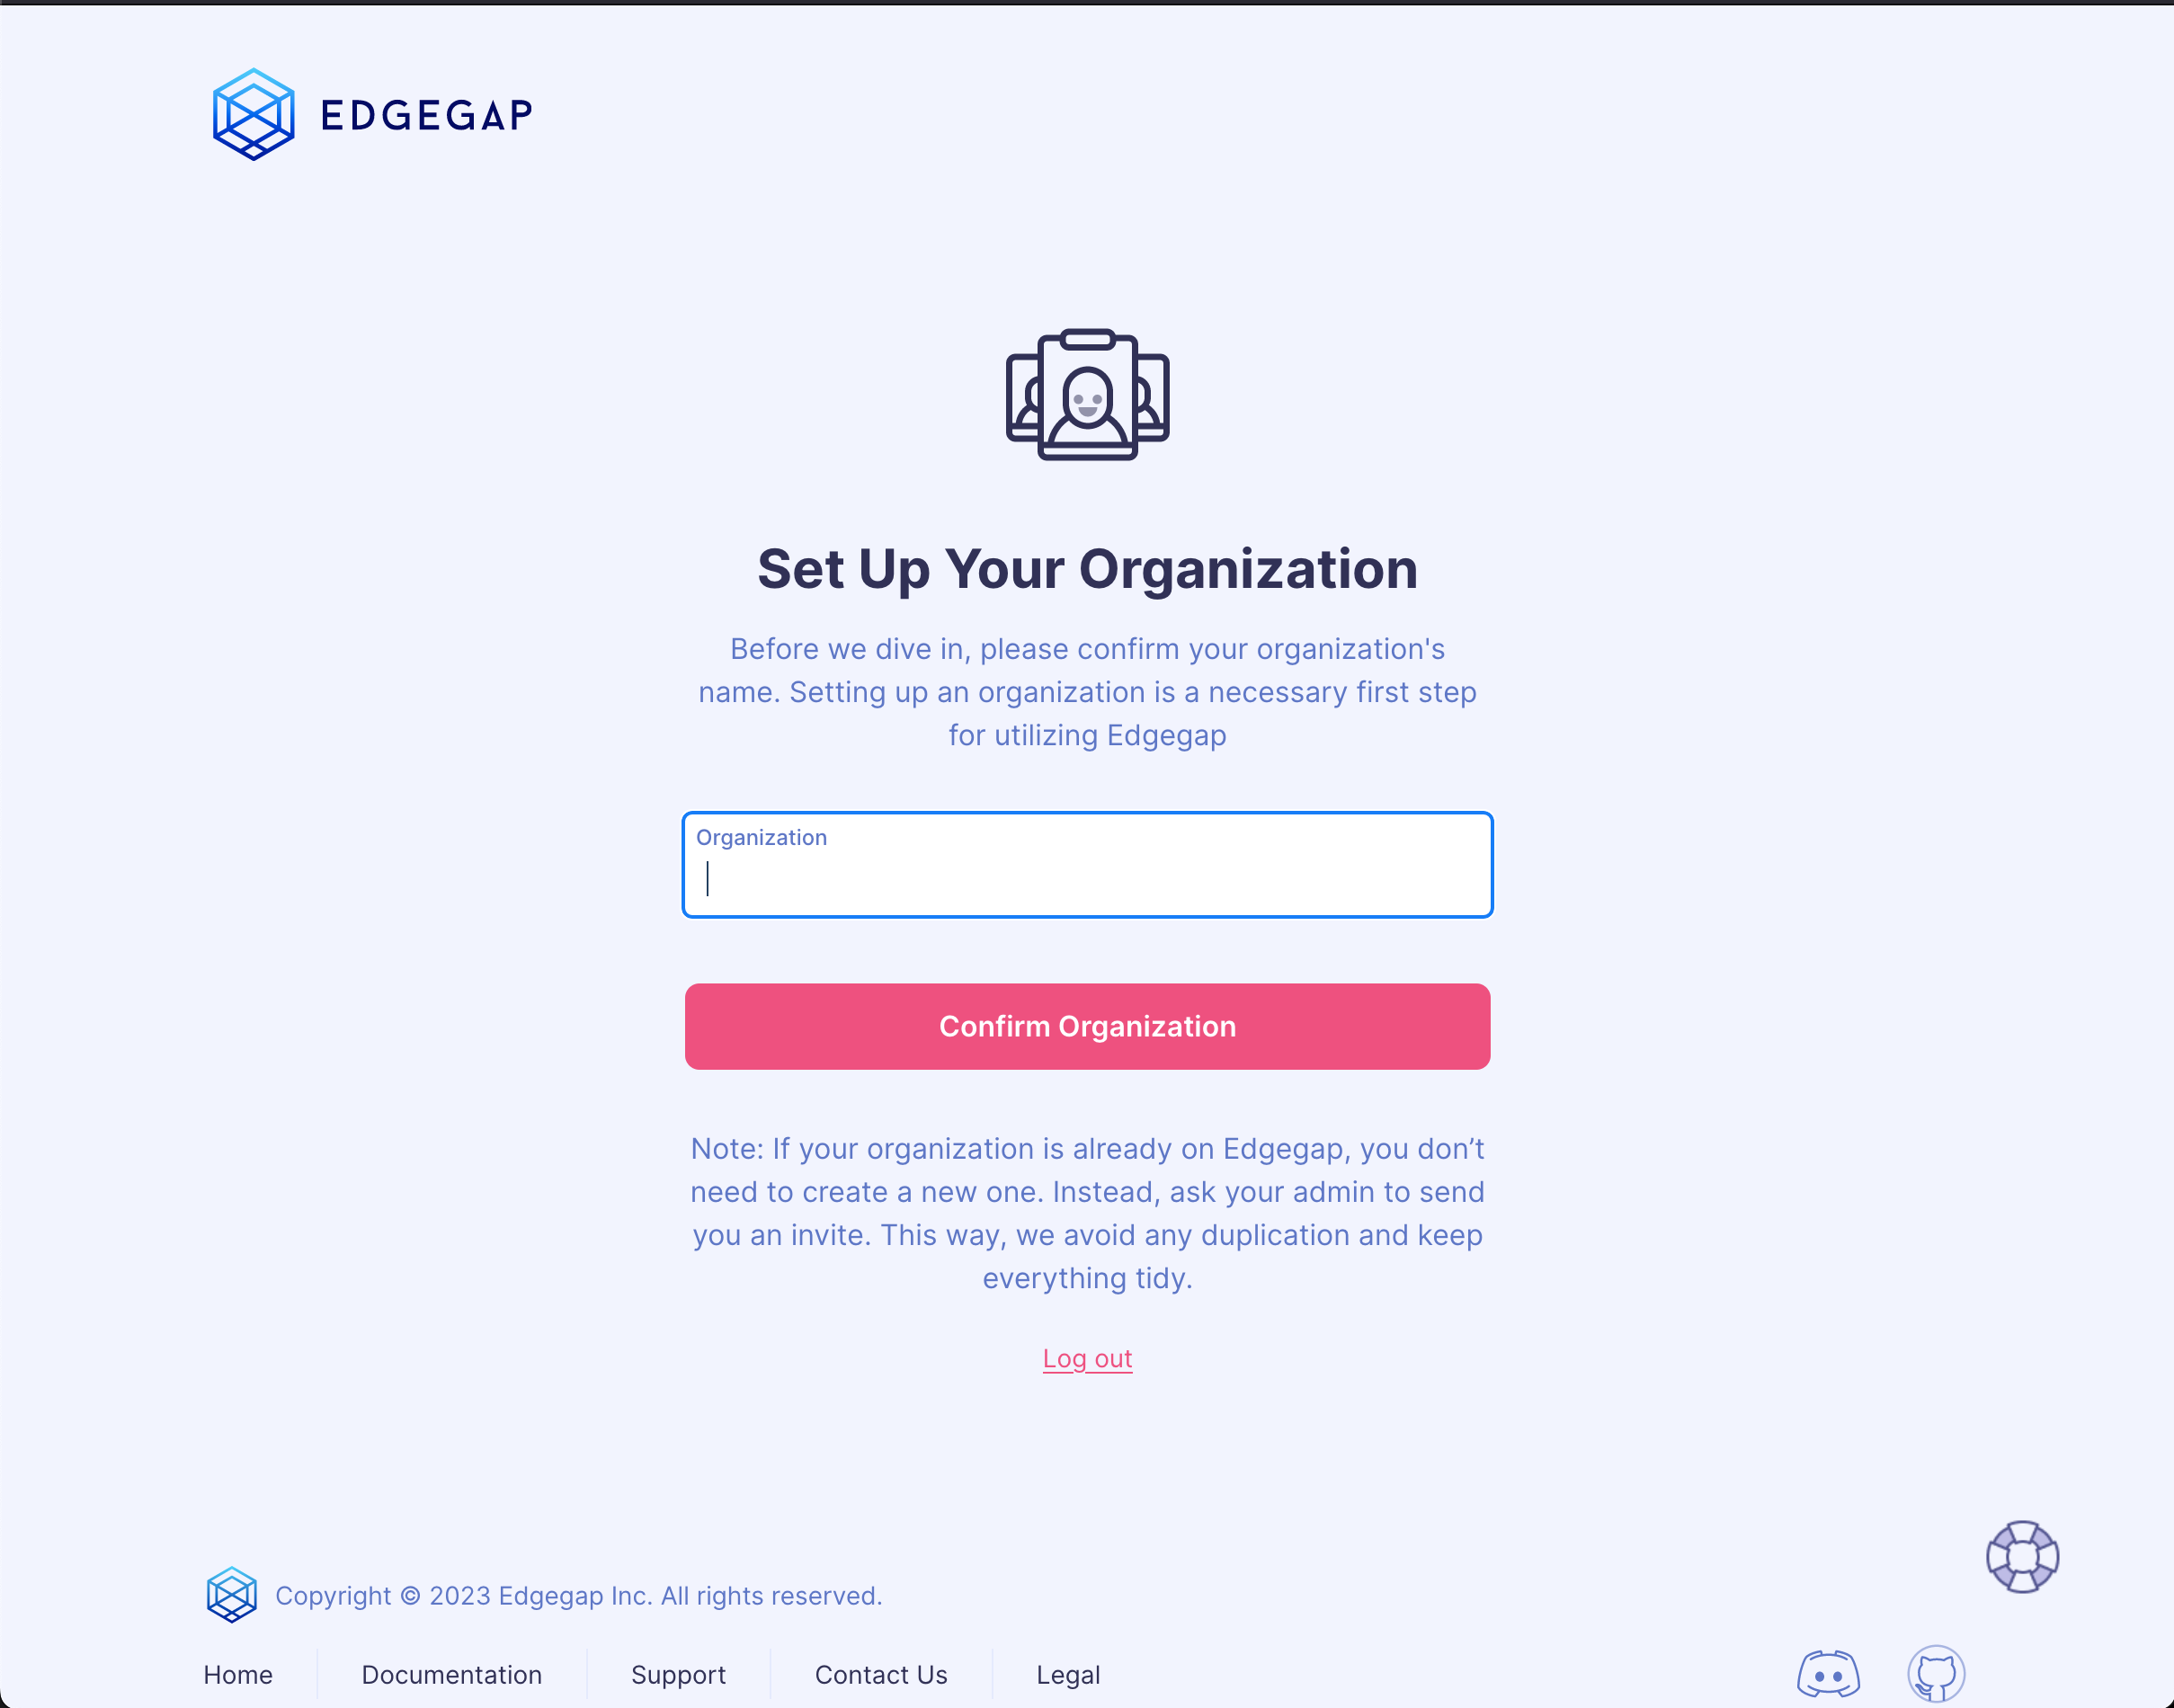 EDGEGAP
Set Up Your Organization
Before we dive in, please confirm your organization's
name. Setting up an organization is a necessary first step
for utilizing Edgegap
Organization
Confirm Organization
Note: If your organization is already on Edgegap, you don’t
need to create a new one. Instead, ask your admin to send
you an invite. This way, we avoid any duplication and keep
everything tidy.
Log out
Copyright © 2023 Edgegap Inc. All rights reserved.
Home Documentation Support Contact Us Legal